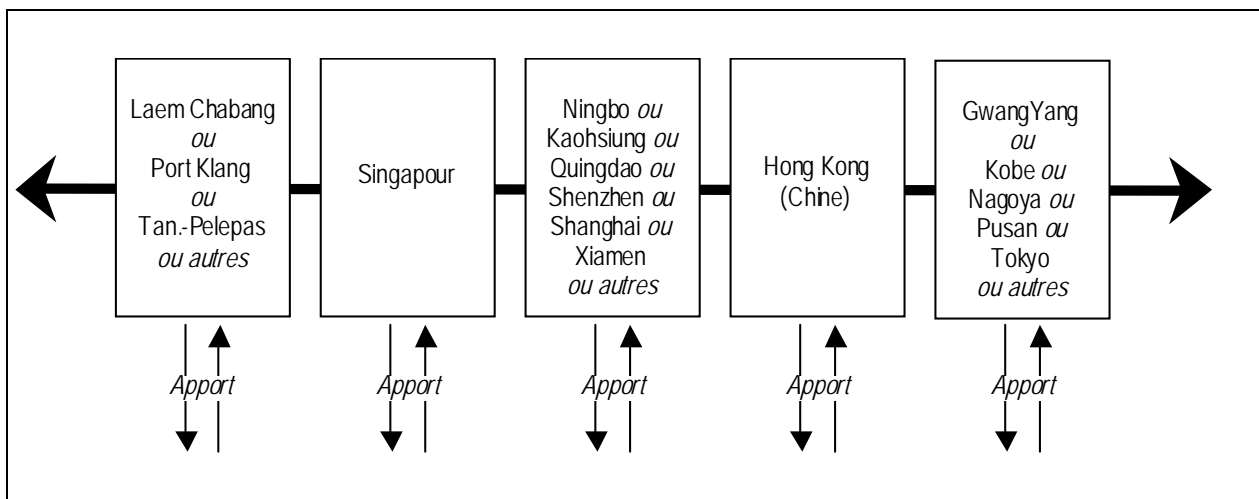 Laem Chabang
ou
Port Klang
ou
Tan.-Pelepas
ou autres
Singapour
Ningbo ou
Kaohsiung ou
Quingdao ou
Shenzhen ou
Shanghai ou
Xiamen
ou autres
Hong Kong
(Chine)
GwangYang
ou
Kobe ou
Nagoya ou
Pusan ou
Tokyo
ou autres
Apport
Apport
Apport
Apport
Apport